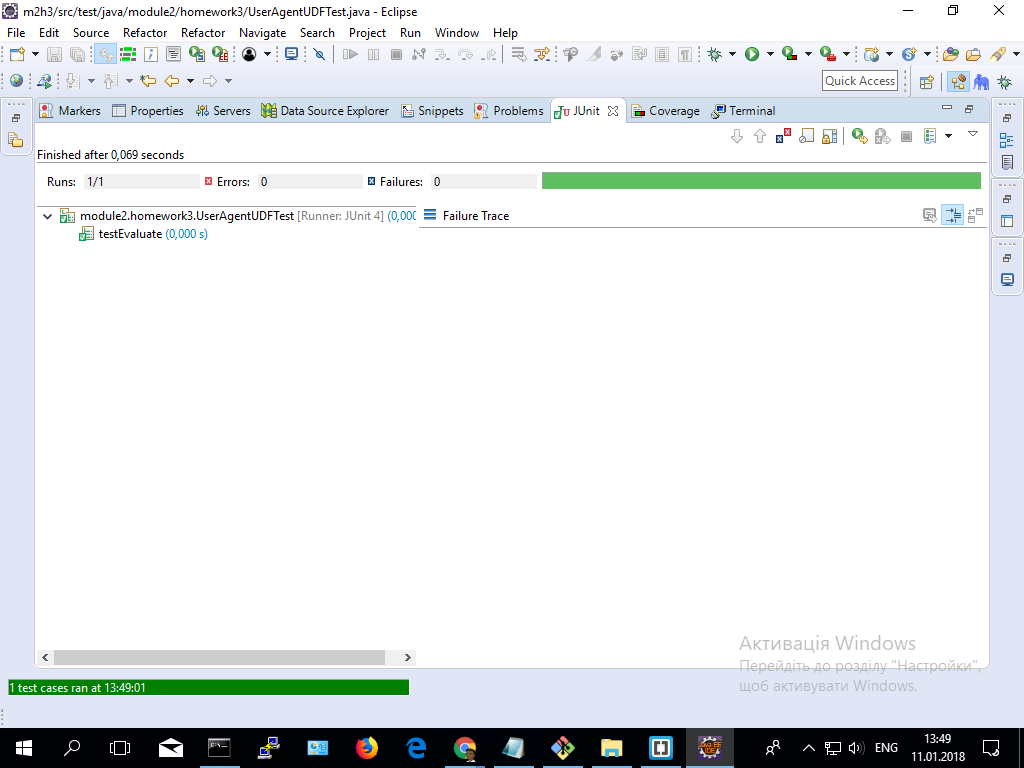 m2h3/src/test/java/module2/homework3/UserAgentUDFTest.java - Eclipse
File Edit Source Refactor Refactor Navigate Search Project Run Window Help
Quick Access
Markers Properties Servers Data Source Explorer Snippets Problems JUnit Coverage Terminal
Finished after 0,069 seconds
Runs: 1/1 Errors: 0 Failures: 0
module2.homework3.UserAgentUDFTest [Runner: JUnit 4] (0,000 Failure Trace
testEvaluate (0,000 s)
Активація Windows
Перейдіть до розділу "Настройки",
щоб активувати Windows.
1 test cases ran at 13:49:01
ENG
13:49
11.01.2018